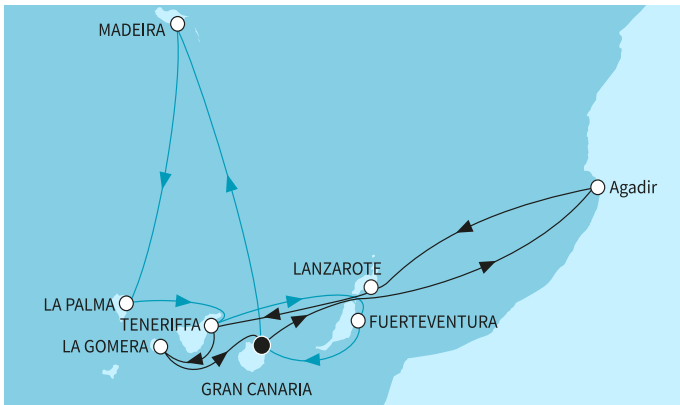 MADEIRA
Agadir
LANZAROTE
LA PALMA
TENERIFFA
FUERTEVENTURA
LA GOMERA
GRAN CANARIA